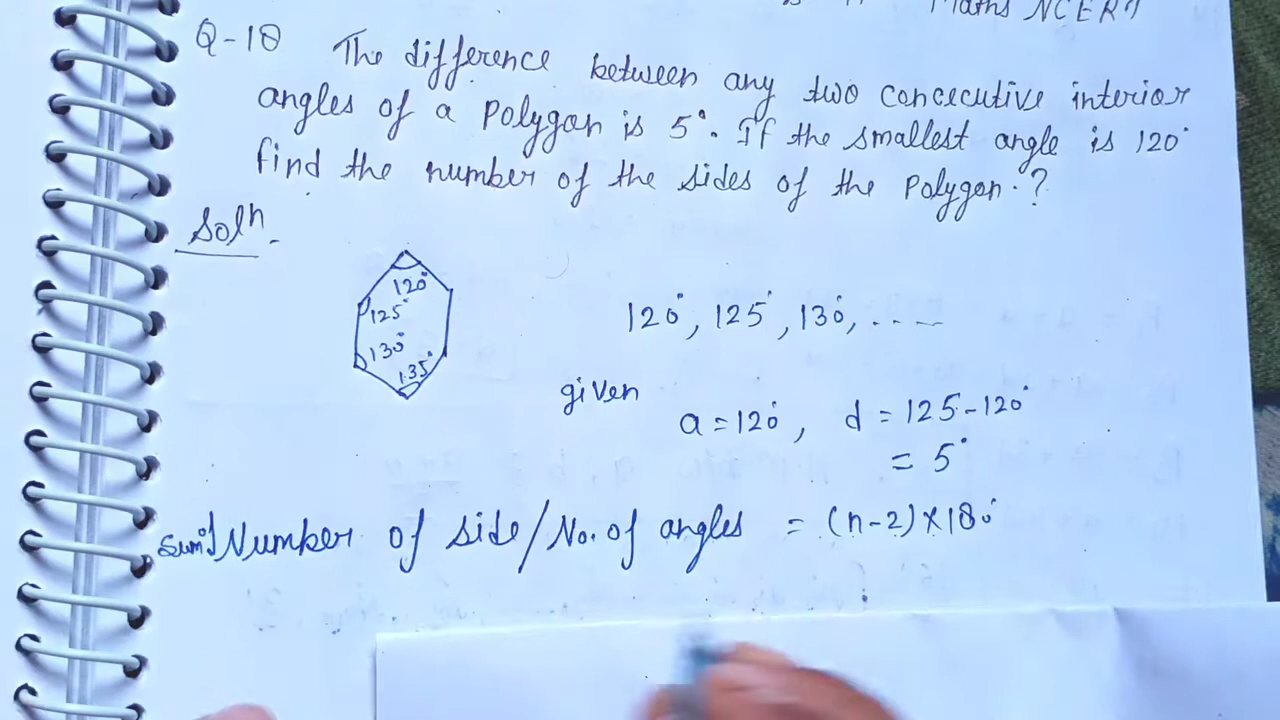 Maths NCERT
Q-18 The difference between any two concecutive interior
angles of a polygon is 5°. If the smallest angle is 120°
find the number of the sides of the polygon.?
Solⁿ.
120°
125°
130°
135°
120°, 125°, 130°, ....
given
a = 120°, d = 125-120°
= 5°
sum of Number of side/No. of angles = (n-2)×180°